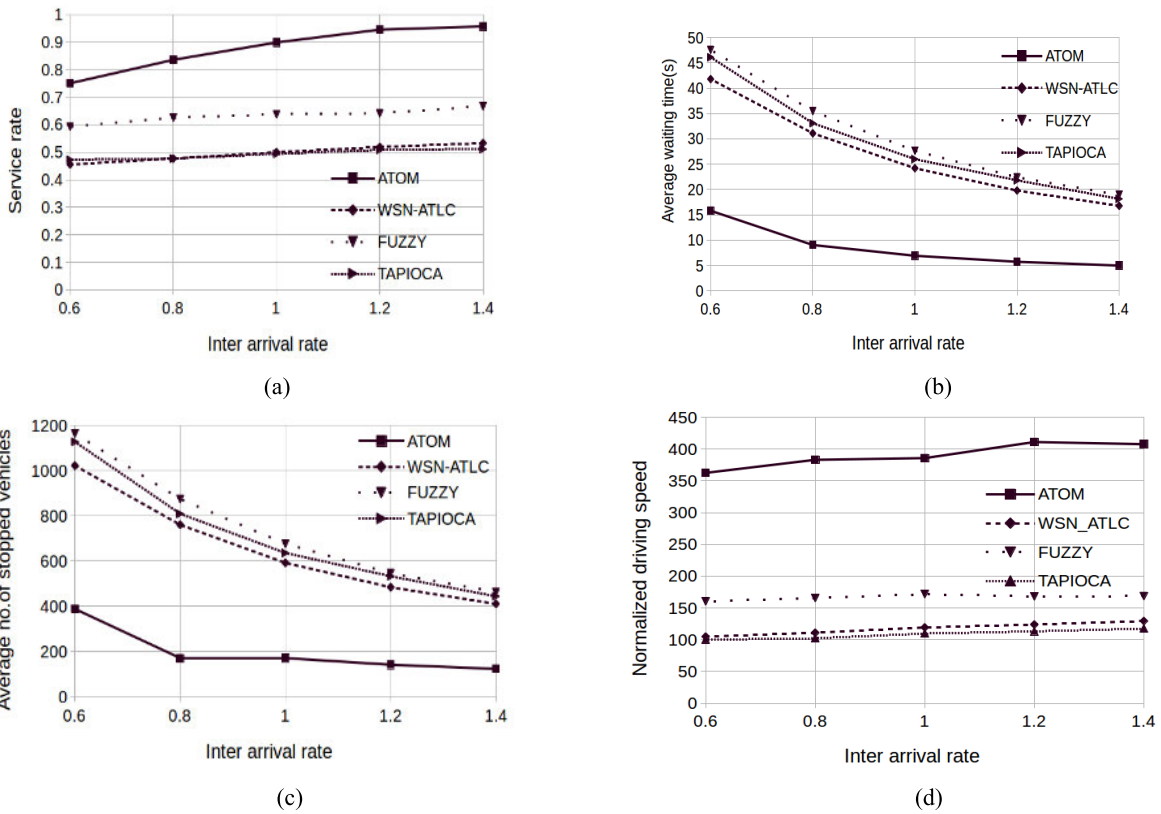 1
0.9
0.8
0.7
0.6
0.5
0.4
0.3
0.2
0.1
0
Service rate
ATOM
WSN-ATLC
FUZZY
TAPIOCA
0.6 0.8 1 1.2 1.4
Inter arrival rate
(a)
50
45
40
35
30
25
20
15
10
5
0
Average waiting time(s)
ATOM
WSN-ATLC
FUZZY
TAPIOCA
0.6 0.8 1 1.2 1.4
Inter arrival rate
(b)
1200
1000
800
600
400
200
0
Average no.of stopped vehicles
ATOM
WSN-ATLC
FUZZY
TAPIOCA
0.6 0.8 1 1.2 1.4
Inter arrival rate
(c)
450
400
350
300
250
200
150
100
50
0
Normalized driving speed
ATOM
WSN_ATLC
FUZZY
TAPIOCA
0.6 0.8 1 1.2 1.4
Inter arrival rate
(d)